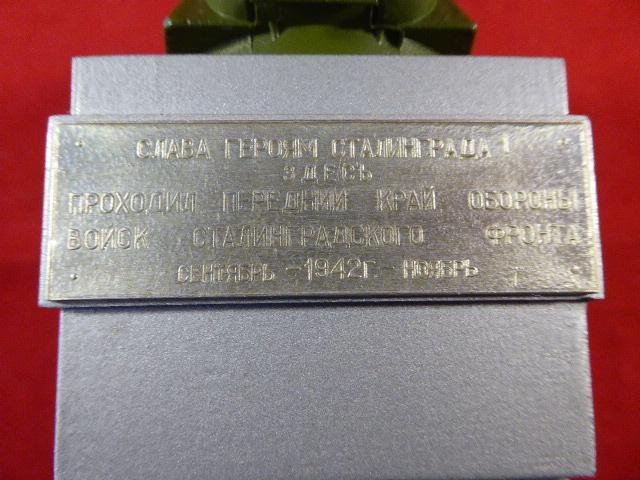 СЛАВА ГЕРОЯМ СТАЛИНГРАДА !
ЗДЕСЬ
ПРОХОДИЛ ПЕРЕДНИЙ КРАЙ ОБОРОНЫ
ВОЙСК СТАЛИНГРАДСКОГО ФРОНТА
СЕНТЯБРЬ - 1942Г. - НОЯБРЬ